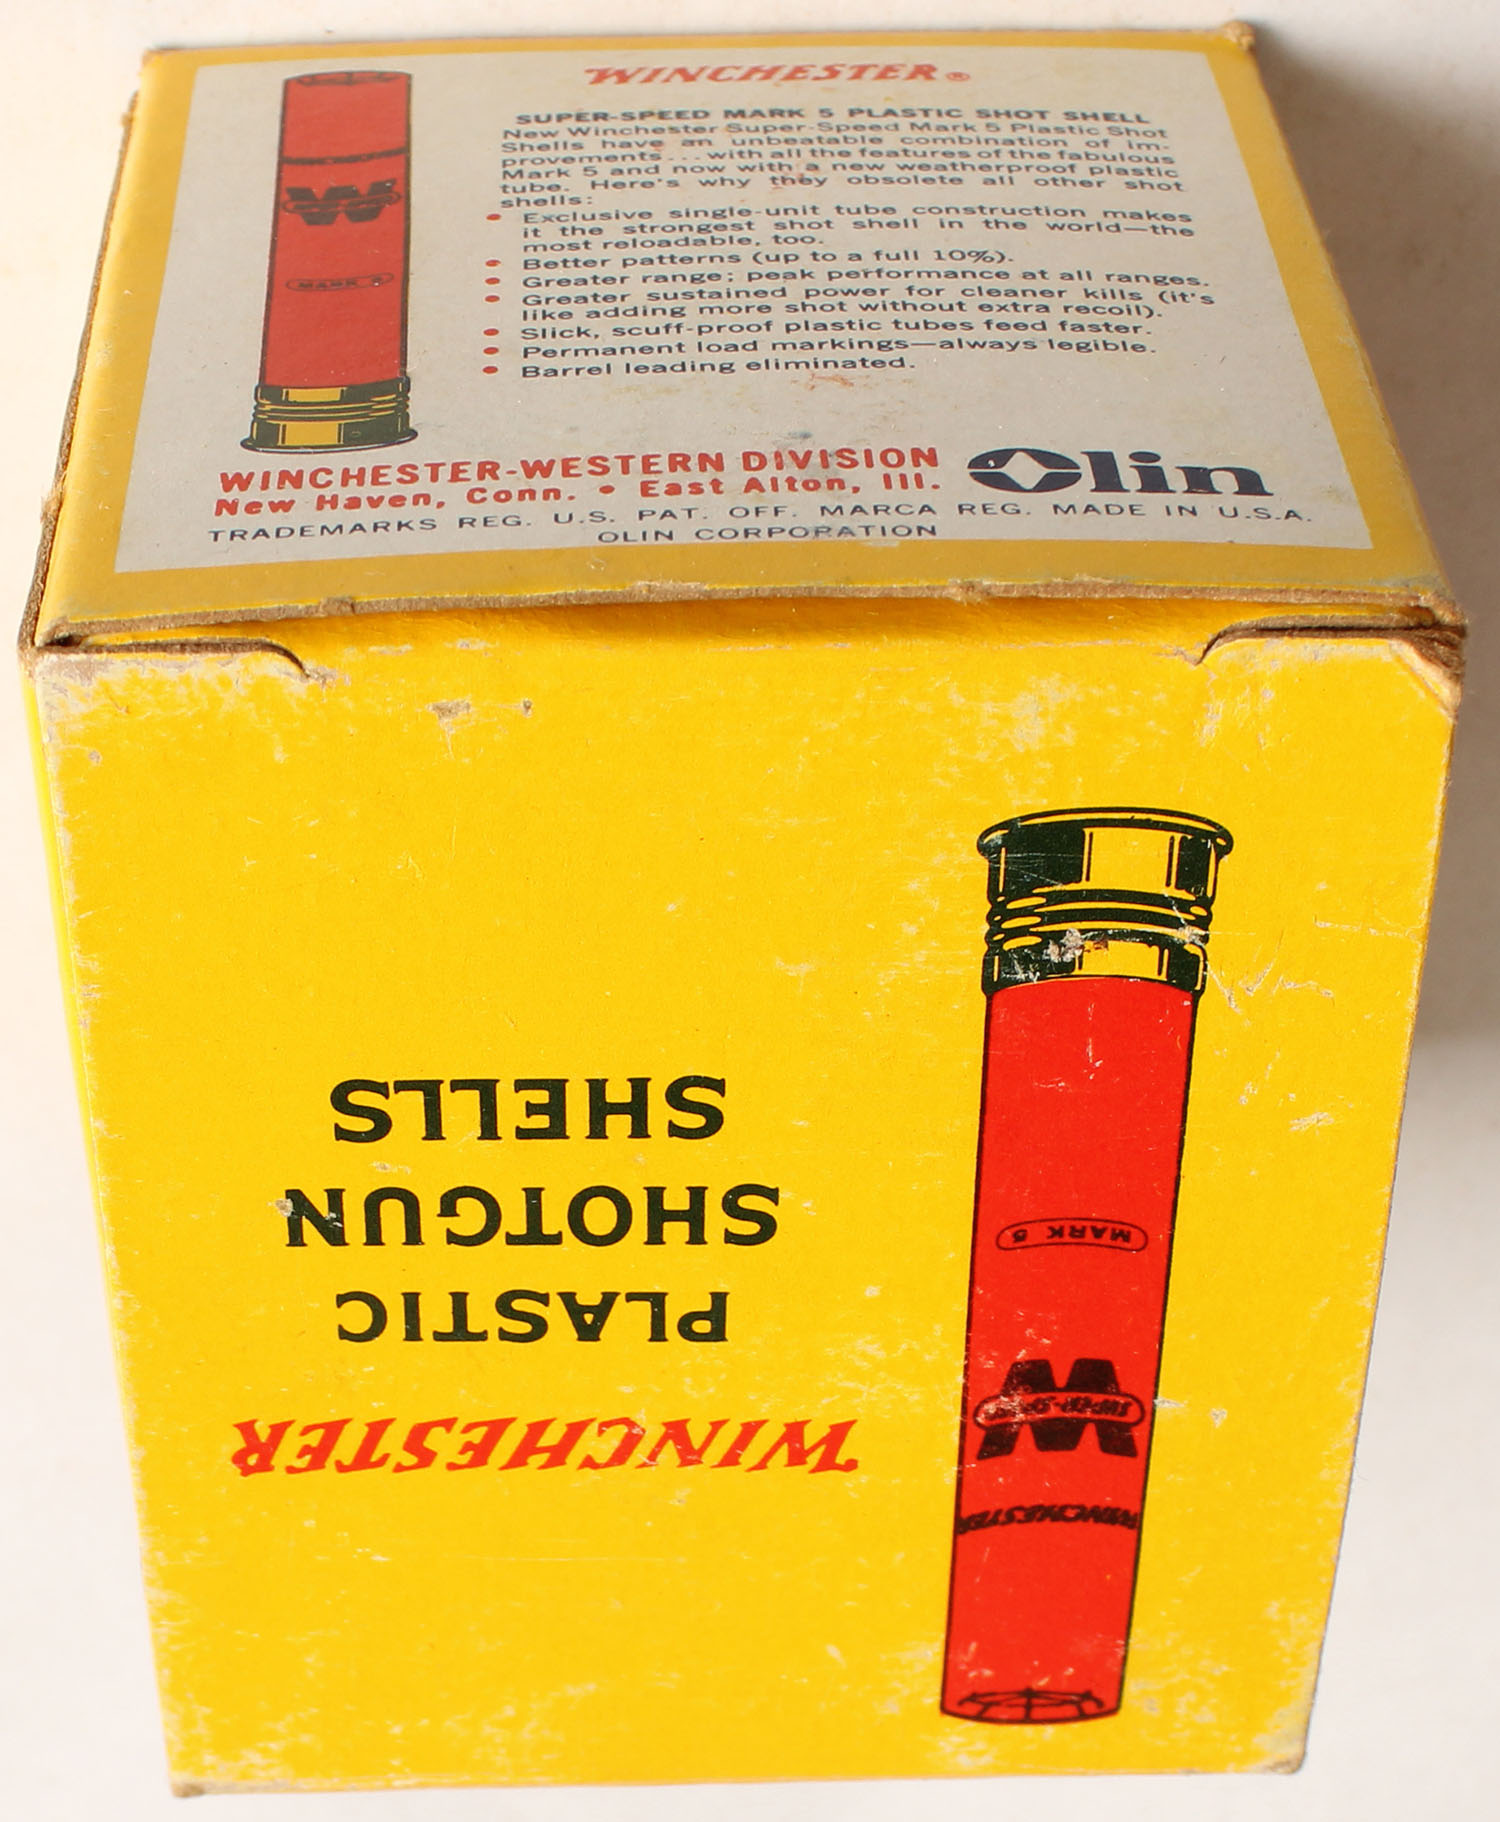 WINCHESTER®
SUPER-SPEED MARK 5 PLASTIC SHOT SHELL
New Winchester Super-Speed Mark 5 Plastic Shot
Shells have an unbeatable combination of im-
provements...with all the features of the fabulous
Mark 5 and now with a new weatherproof plastic
tube. Here's why they obsolete all other shot
shells:
• Exclusive single-unit tube construction makes
it the strongest shot shell in the world—the
most reloadable, too.
• Better patterns (up to a full 10%).
• Greater range; peak performance at all ranges.
• Greater sustained power for cleaner kills (it's
like adding more shot without extra recoil).
• Slick, scuff-proof plastic tubes feed faster.
• Permanent load markings—always legible.
• Barrel leading eliminated.
W
MARK 5
WINCHESTER-WESTERN DIVISION
New Haven, Conn. • East Alton, Ill.
Olin
TRADEMARKS REG. U.S. PAT. OFF. MARCA REG. MADE IN U.S.A.
OLIN CORPORATION
WINCHESTER
PLASTIC
SHOTGUN
SHELLS
WINCHESTER
W
SUPER-SPEED
MARK 5